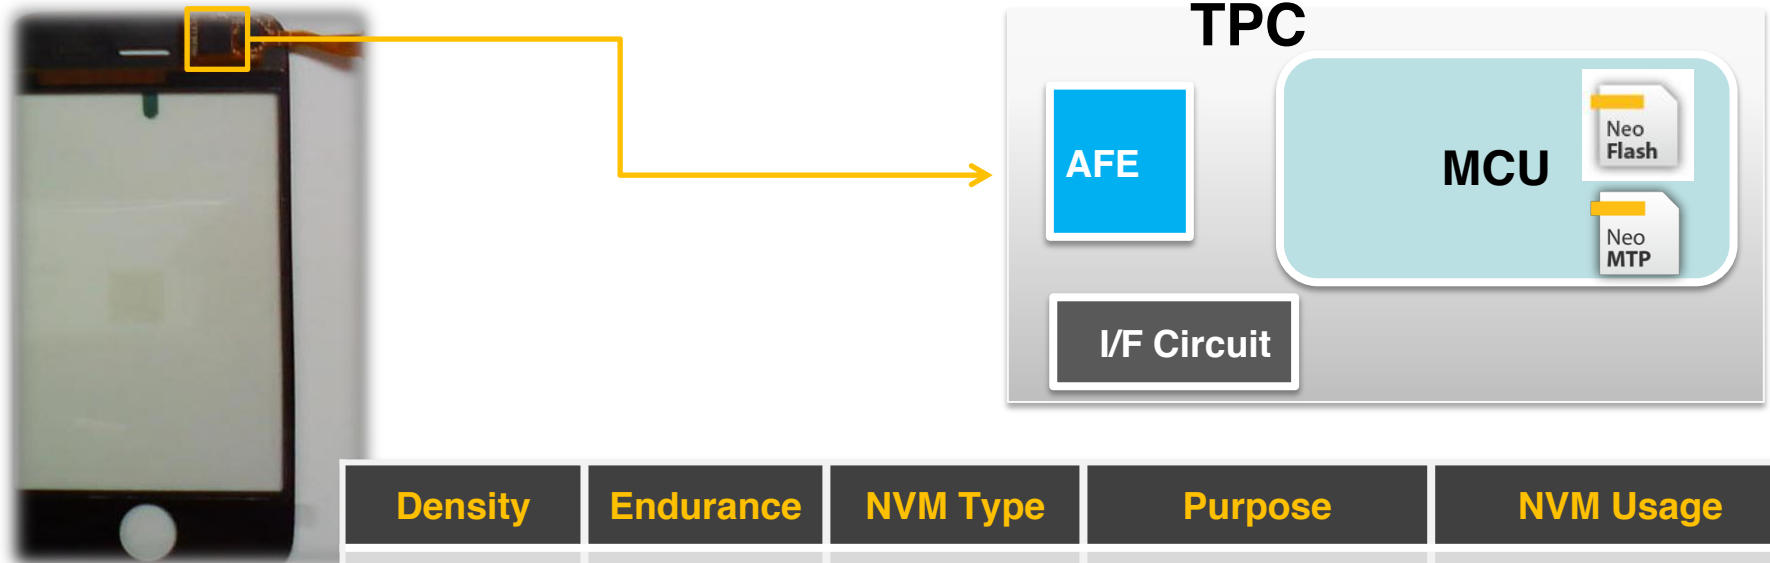 TPC
AFE
MCU
Neo
Flash
Neo
MTP
I/F Circuit
Density Endurance NVM Type Purpose NVM Usage